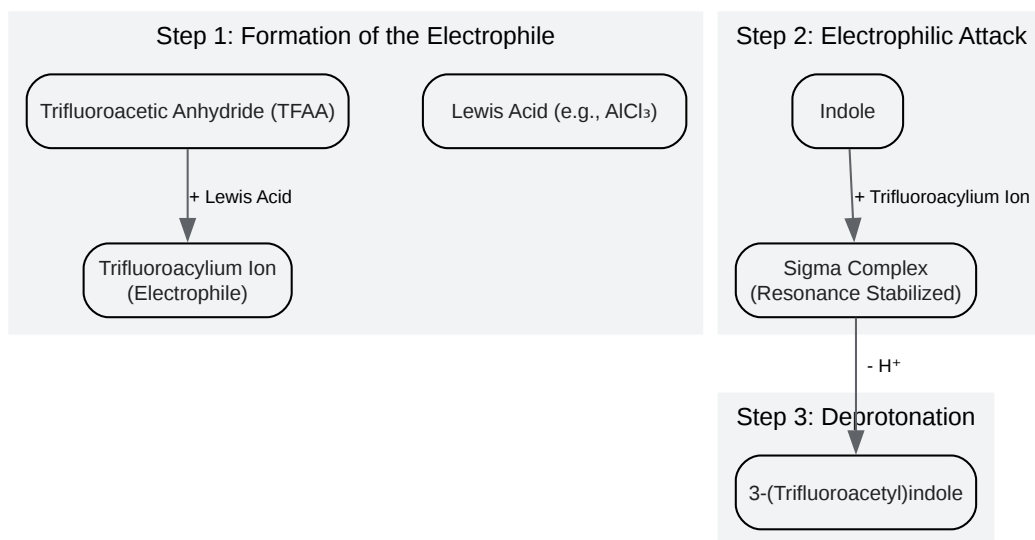 Step 1: Formation of the Electrophile
Trifluoroacetic Anhydride (TFAA)
Lewis Acid (e.g., AlCl₃)
+ Lewis Acid
Trifluoroacylium Ion
(Electrophile)
Step 2: Electrophilic Attack
Indole
+ Trifluoroacylium Ion
Sigma Complex
(Resonance Stabilized)
- H⁺
Step 3: Deprotonation
3-(Trifluoroacetyl)indole